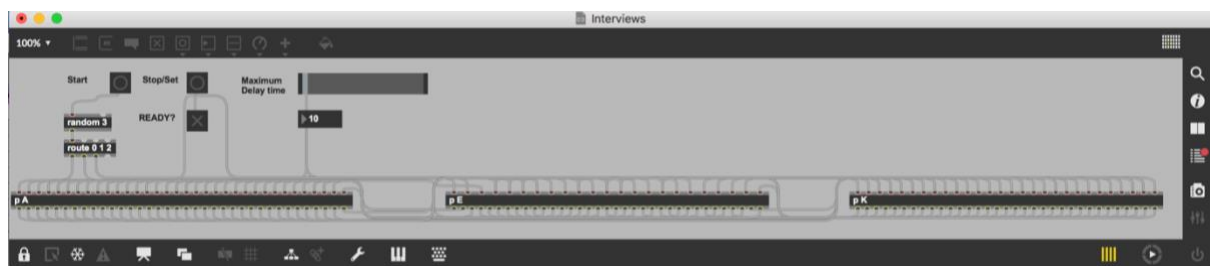 Interviews
100%
Start
Stop/Set
Maximum
Delay time
random 3
READY?
10
route 0 1 2
p A
p E
p K